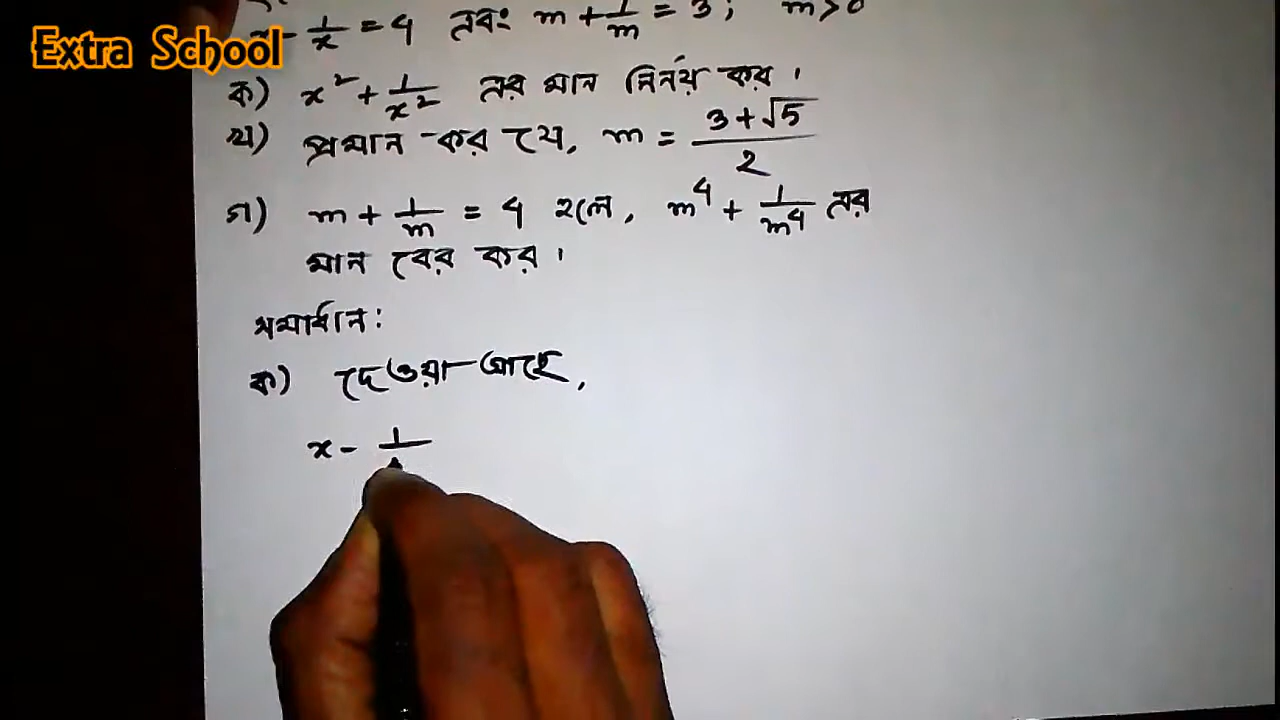 x - 1/x = 4 এবং m + 1/m = 3; m > 0
Extra School
ক) x² + 1/x² এর মান নির্নয় কর।
খ) প্রমান কর যে, m = (3 + √5)/2
গ) m + 1/m = 4 হলে, m⁴ + 1/m⁴ এর
মান বের কর।
সমাধান:
ক) দেওয়া আছে,
x - 1